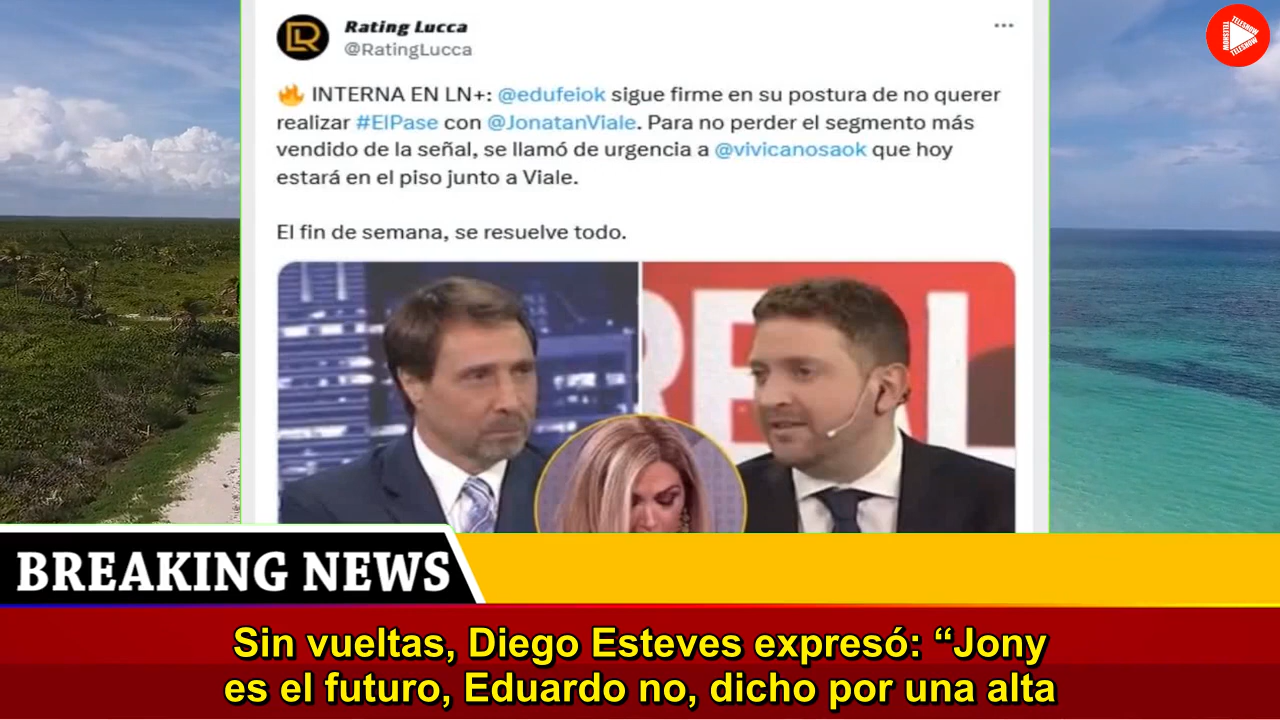 Rating Lucca
@RatingLucca
🔥 INTERNA EN LN+: @edufeiok sigue firme en su postura de no querer
realizar #ElPase con @JonatanViale. Para no perder el segmento más
vendido de la señal, se llamó de urgencia a @vivicanosaok que hoy
estará en el piso junto a Viale.
El fin de semana, se resuelve todo.
TELESHOW
TELESHOW
TELESHOW
BREAKING NEWS
Sin vueltas, Diego Esteves expresó: “Jony
es el futuro, Eduardo no, dicho por una alta